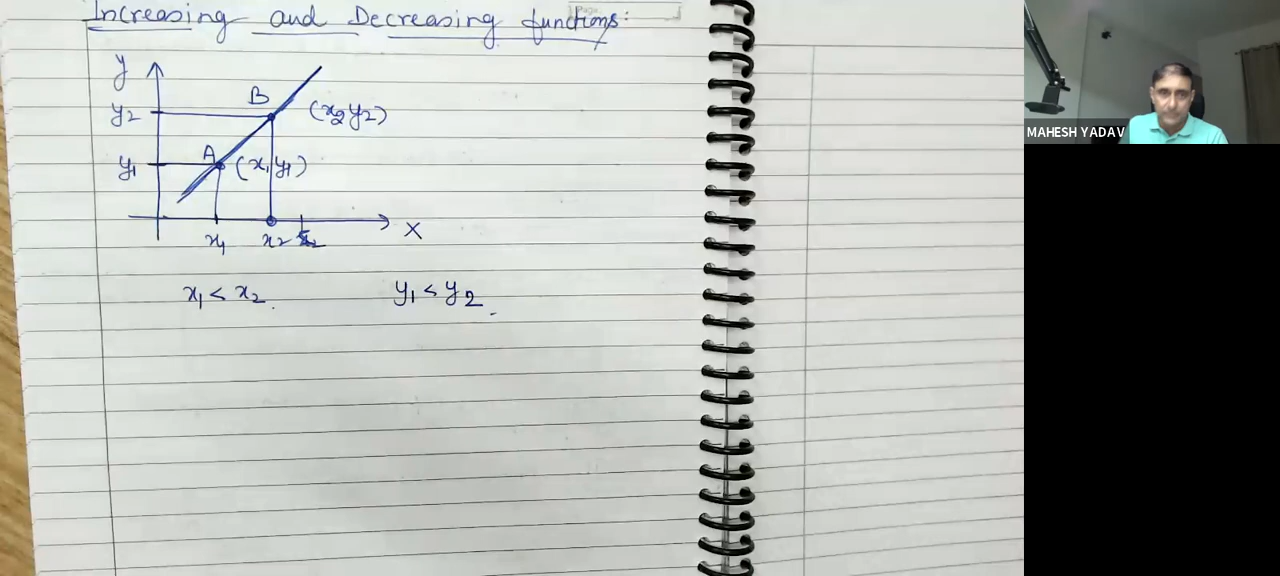 Increasing and Decreasing functions:
y
y2
B
(x2 y2)
A
y1
(x1 y1)
x1
x2
X
x1 < x2
y1 < y2
MAHESH YADAV